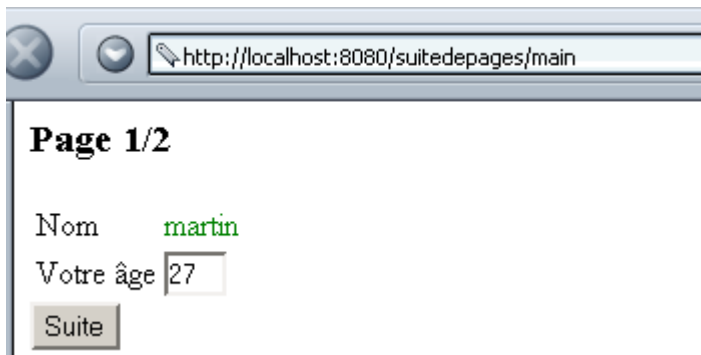 http://localhost:8080/suitedepages/main
Page 1/2
Nom martin
Votre âge 27
Suite